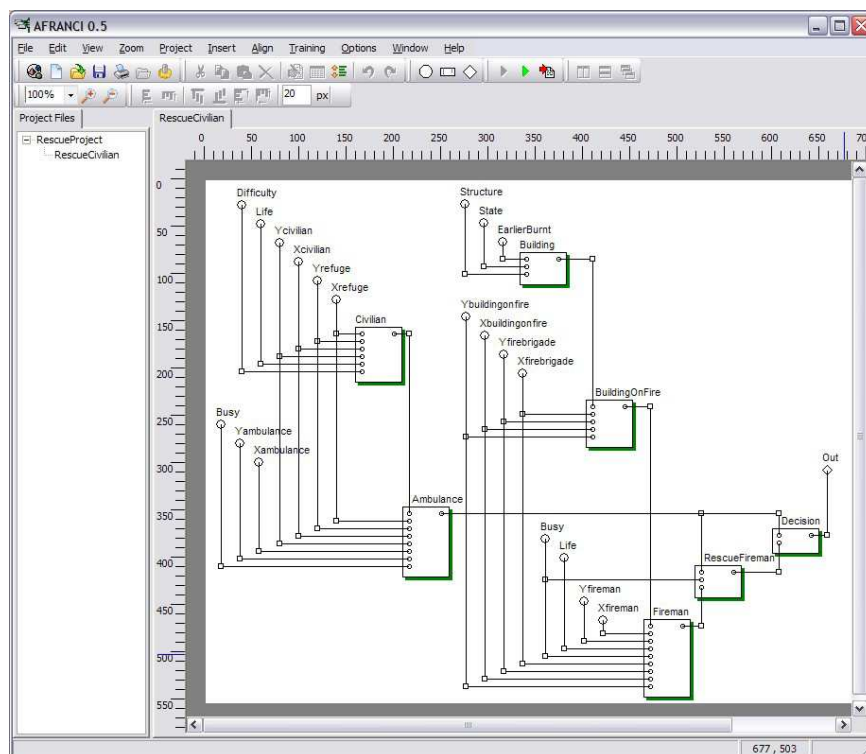 AFRANCI 0.5
File Edit View Zoom Project Insert Align Training Options Window Help
100% 20 px
Project Files RescueCivilian
RescueProject
RescueCivilian
0 50 100 150 200 250 300 350 400 450 500 550 600 650 700
0
50
100
150
200
250
300
350
400
450
500
550
Difficulty
Life
Ycivilian
Xcivilian
Yrefuge
Xrefuge
Civilian
Structure
State
EarlierBurnt
Building
Ybuildingonfire
Xbuildingonfire
Yfirebrigade
Xfirebrigade
BuildingOnFire
Busy
Yambulance
Xambulance
Ambulance
Out
Decision
Busy
Life
RescueFireman
Yfireman
Xfireman
Fireman
677 , 503